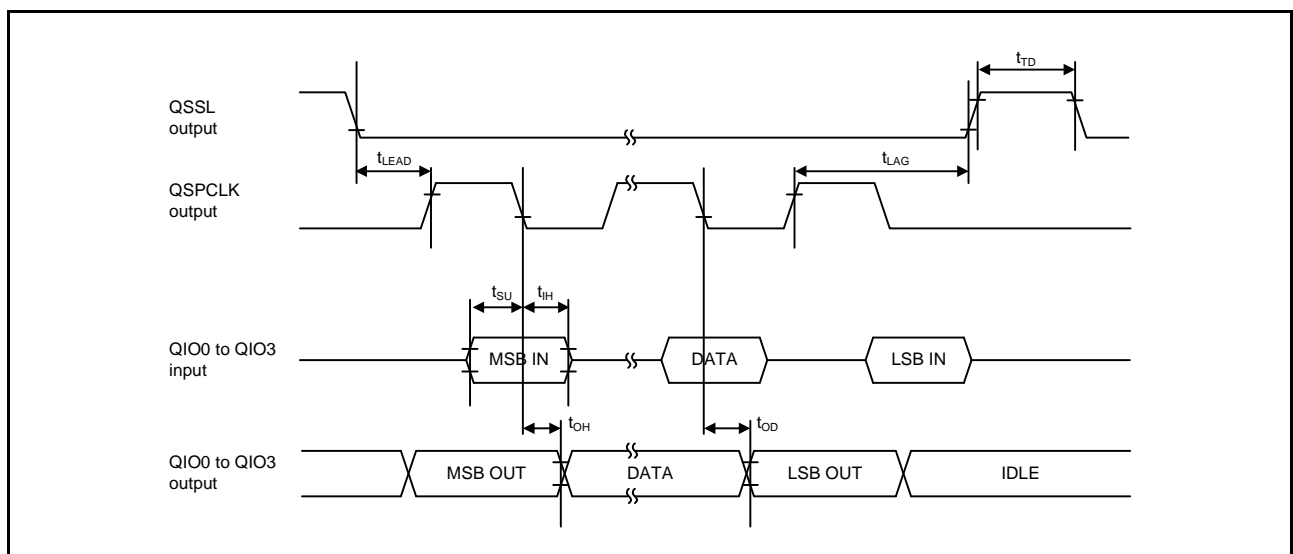 tTD
QSSL
output
tLEAD
tLAG
QSPCLK
output
tSU
tIH
QIO0 to QIO3
input
MSB IN
DATA
LSB IN
tOH
tOD
QIO0 to QIO3
output
MSB OUT
DATA
LSB OUT
IDLE